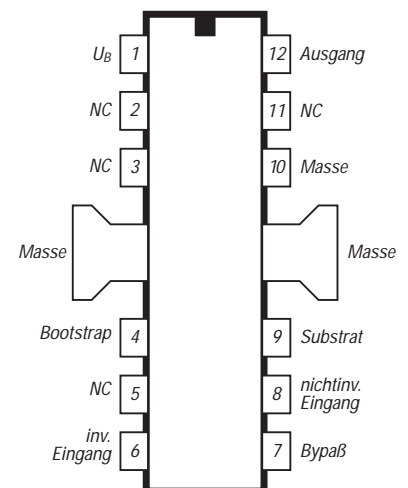 UB 1 12 Ausgang
NC 2 11 NC
NC 3 10 Masse
Masse Masse
Bootstrap 4 9 Substrat
NC 5 8 nichtinv.
Eingang
inv.
Eingang 6 7 Bypaß